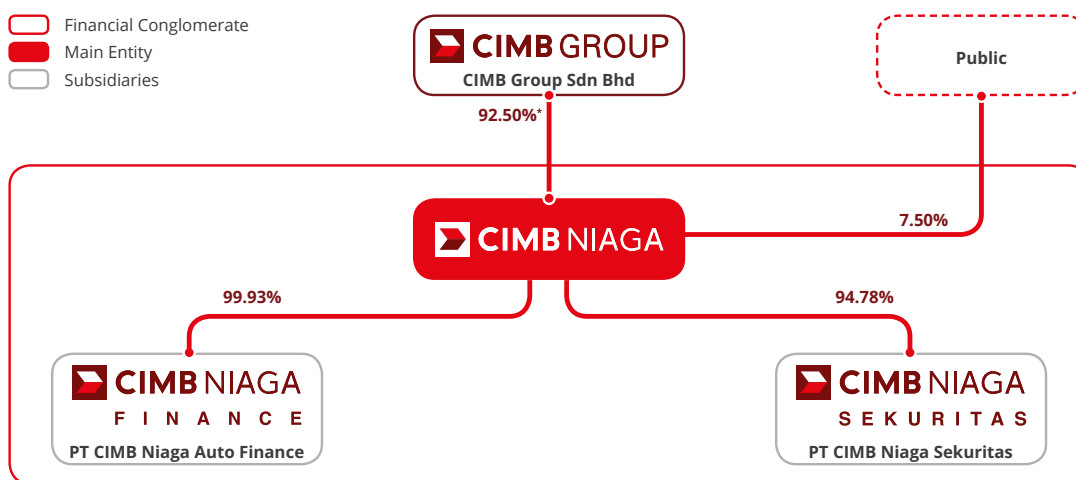 Financial Conglomerate
Main Entity
Subsidiaries
CIMB GROUP
CIMB Group Sdn Bhd
Public
92.50%*
CIMB NIAGA
7.50%
99.93%
94.78%
CIMB NIAGA
FINANCE
PT CIMB Niaga Auto Finance
CIMB NIAGA
SEKURITAS
PT CIMB Niaga Sekuritas